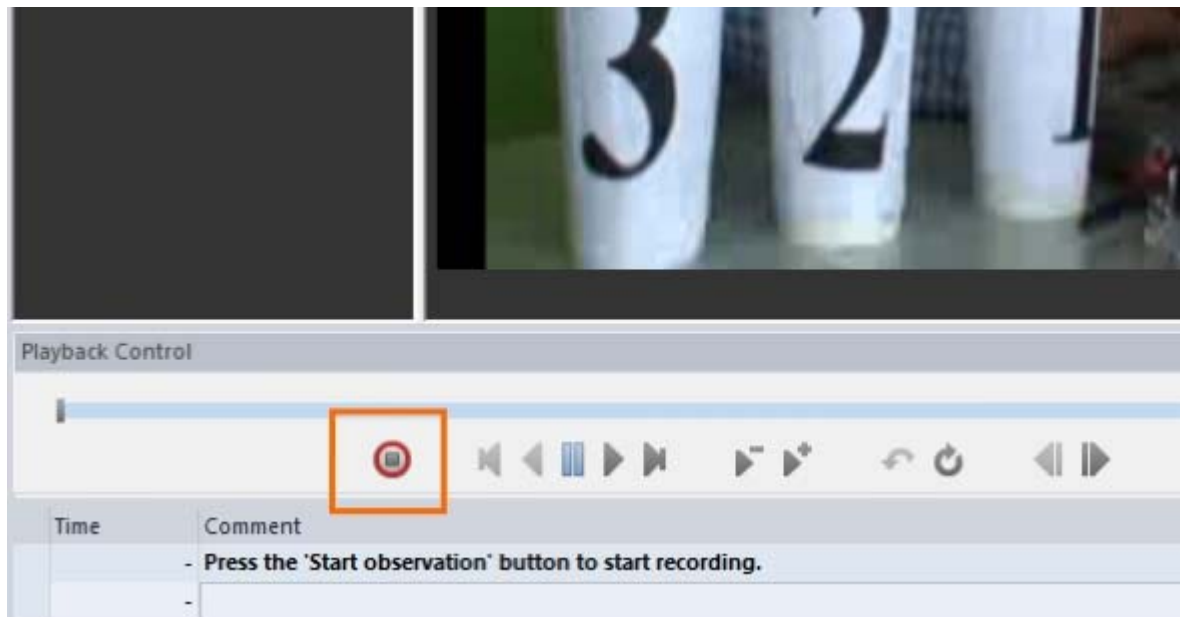 3 2 1
Playback Control
Time Comment
- Press the 'Start observation' button to start recording.
-